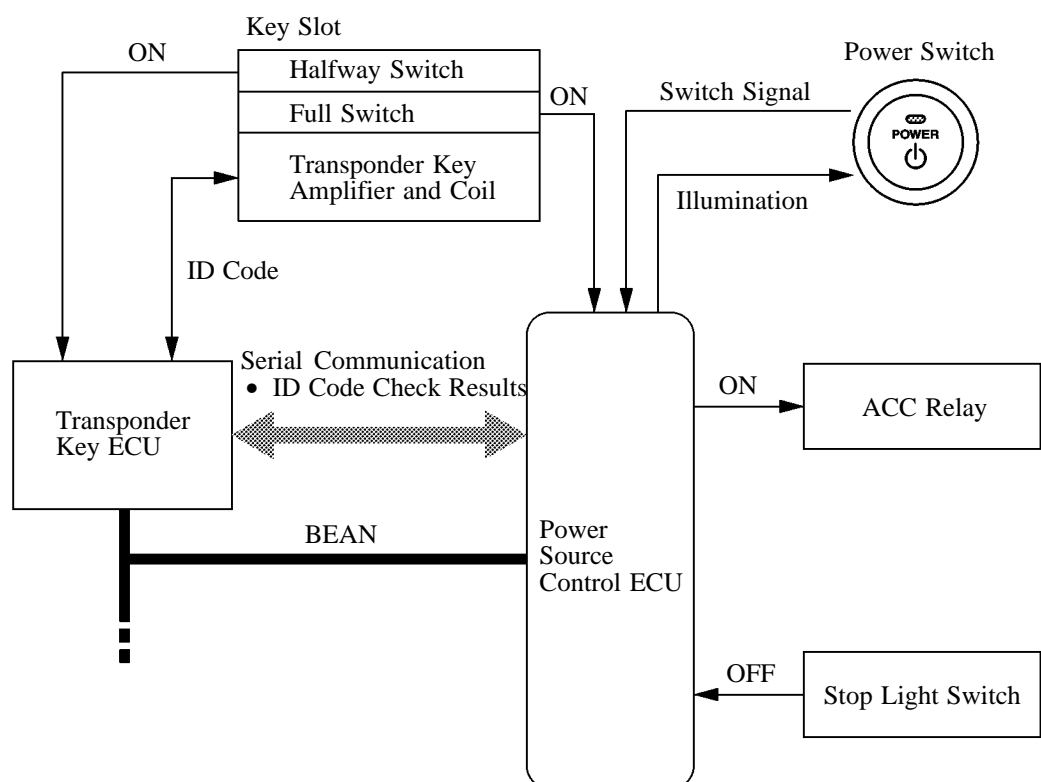 Key Slot
ON
Halfway Switch
Full Switch
ON
Transponder Key
Amplifier and Coil
Power Switch
Switch Signal
POWER
Illumination
ID Code
Serial Communication
• ID Code Check Results
Transponder
Key ECU
ON
ACC Relay
BEAN
Power
Source
Control ECU
OFF
Stop Light Switch